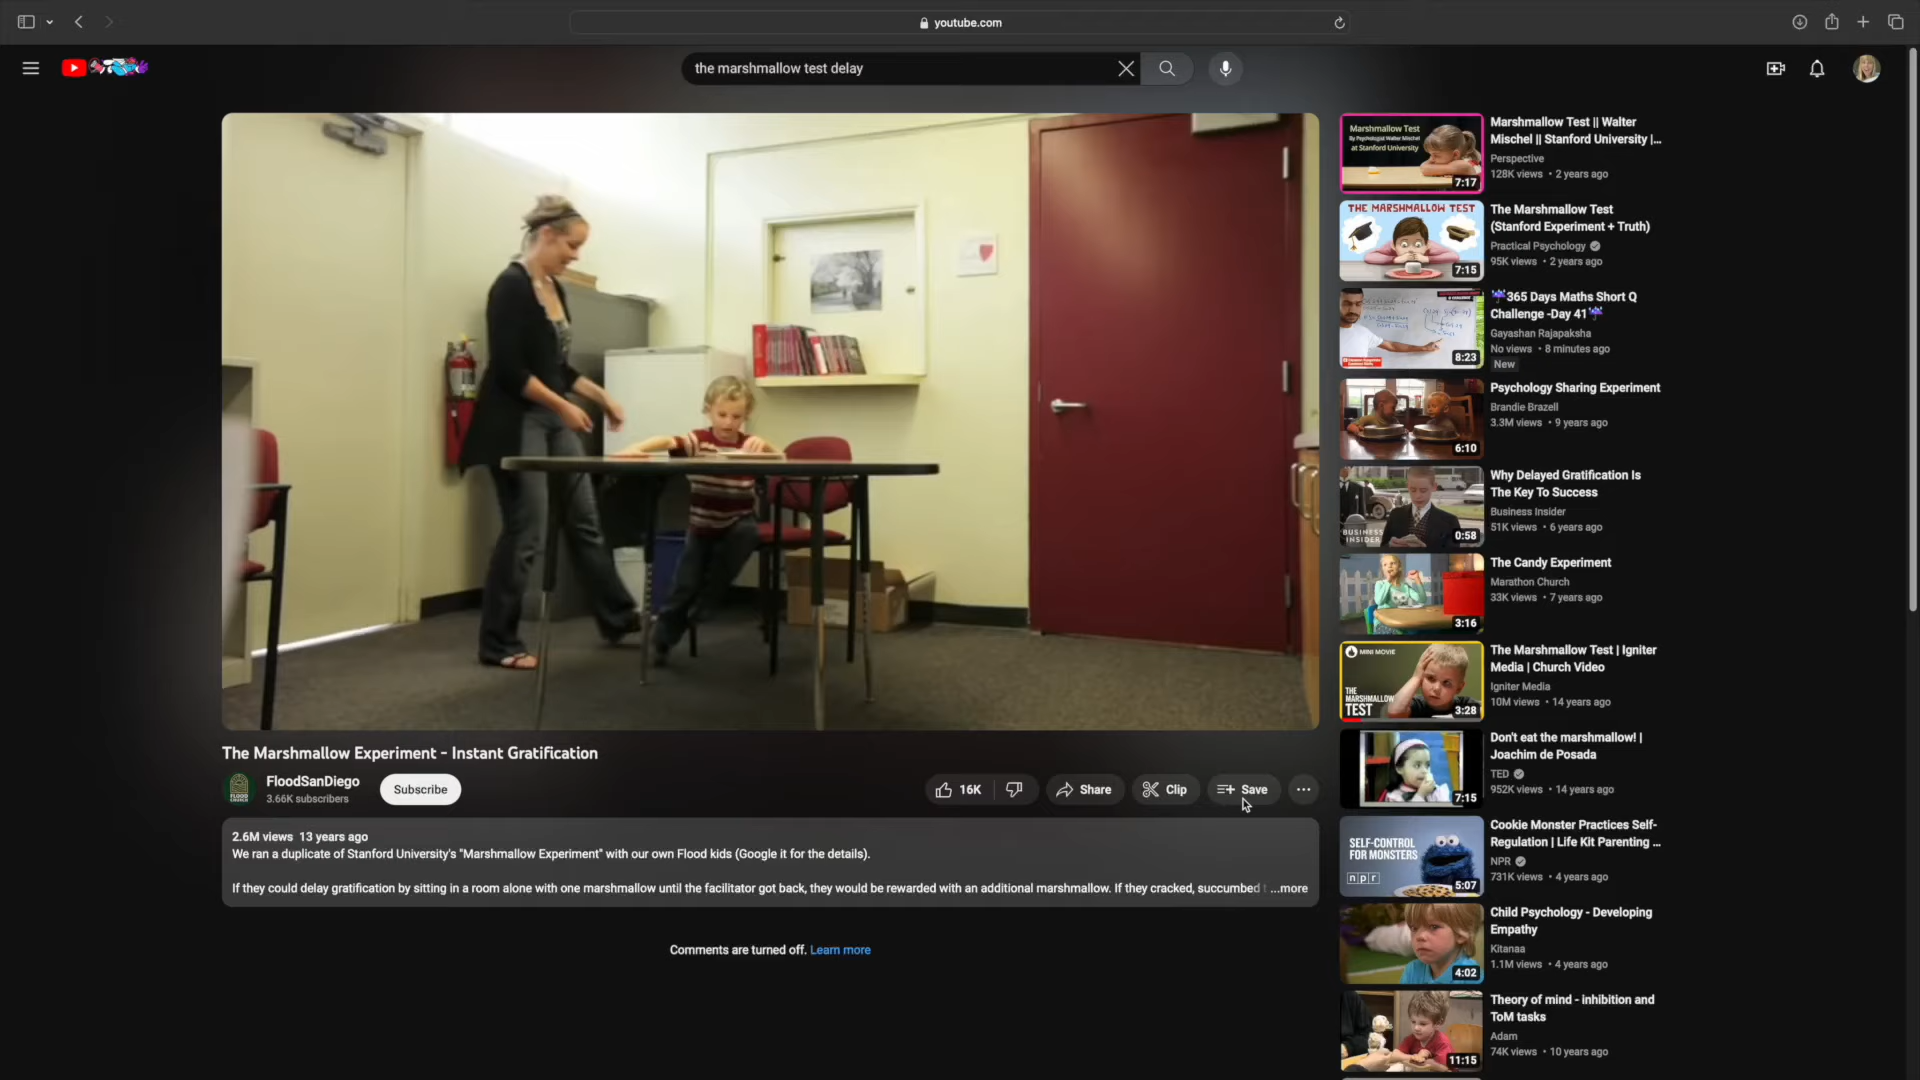 youtube.com
the marshmallow test delay
The Marshmallow Experiment - Instant Gratification
FloodSanDiego
3.66K subscribers
Subscribe
16K
Share
Clip
Save
2.6M views 13 years ago
We ran a duplicate of Stanford University's "Marshmallow Experiment" with our own Flood kids (Google it for the details).
If they could delay gratification by sitting in a room alone with one marshmallow until the facilitator got back, they would be rewarded with an additional marshmallow. If they cracked, succumbed t ...more
Comments are turned off. Learn more
Marshmallow Test
By Psychologist Walter Mischel
at Stanford University
7:17
Marshmallow Test || Walter
Mischel || Stanford University |...
Perspective
128K views • 2 years ago
THE MARSHMALLOW TEST
7:15
The Marshmallow Test
(Stanford Experiment + Truth)
Practical Psychology
95K views • 2 years ago
8:23
☔365 Days Maths Short Q
Challenge -Day 41☔
Gayashan Rajapaksha
No views • 8 minutes ago
New
6:10
Psychology Sharing Experiment
Brandie Brazell
3.3M views • 9 years ago
BUSINESS
INSIDER
0:58
Why Delayed Gratification Is
The Key To Success
Business Insider
51K views • 6 years ago
3:16
The Candy Experiment
Marathon Church
33K views • 7 years ago
MINI MOVIE
THE
MARSHMALLOW
TEST
3:28
The Marshmallow Test | Igniter
Media | Church Video
Igniter Media
10M views • 14 years ago
7:15
Don't eat the marshmallow! |
Joachim de Posada
TED
952K views • 14 years ago
SELF-CONTROL
FOR MONSTERS
npr
5:07
Cookie Monster Practices Self-
Regulation | Life Kit Parenting ...
NPR
731K views • 4 years ago
4:02
Child Psychology - Developing
Empathy
Kitanaa
1.1M views • 4 years ago
11:15
Theory of mind - inhibition and
ToM tasks
Adam
74K views • 10 years ago